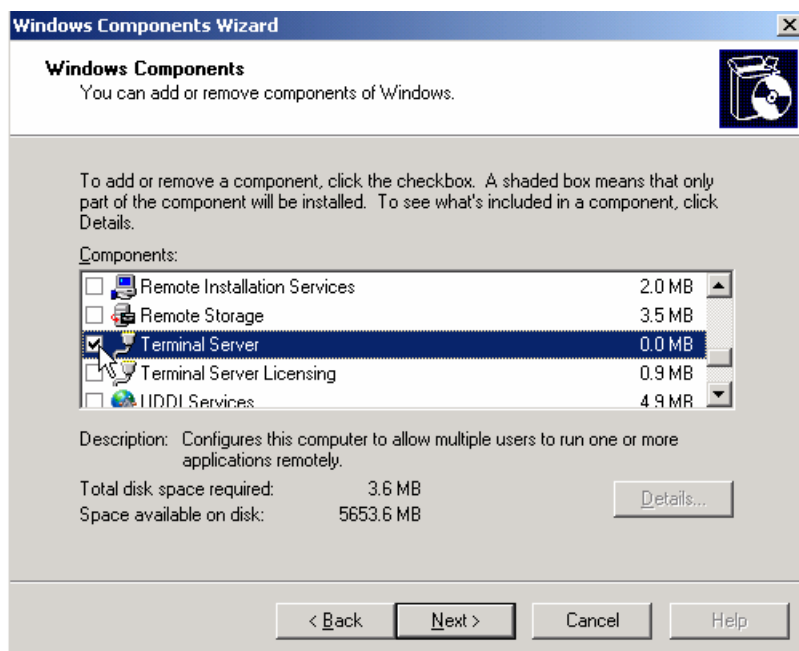 Windows Components Wizard
Windows Components
You can add or remove components of Windows.
To add or remove a component, click the checkbox. A shaded box means that only
part of the component will be installed. To see what's included in a component, click
Details.
Components:
Remote Installation Services 2.0 MB
Remote Storage 3.5 MB
Terminal Server 0.0 MB
Terminal Server Licensing 0.9 MB
UDDI Services 4.9 MB
Description: Configures this computer to allow multiple users to run one or more
applications remotely.
Total disk space required: 3.6 MB
Space available on disk: 5653.6 MB
Details...
< Back Next > Cancel Help